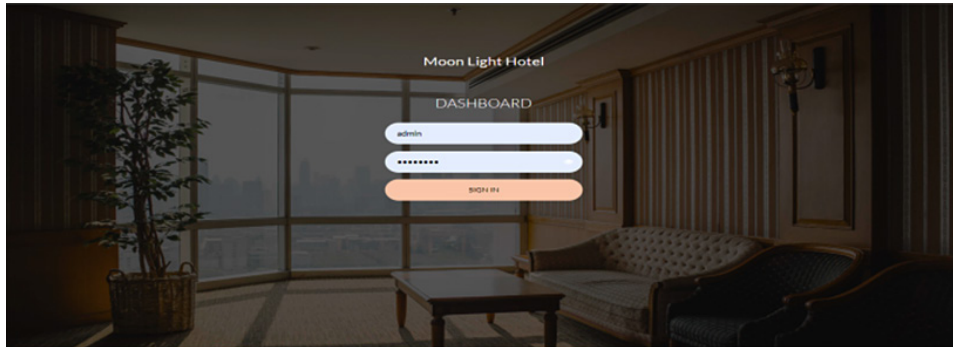 Moon Light Hotel
DASHBOARD
admin
••••••••
SIGN IN